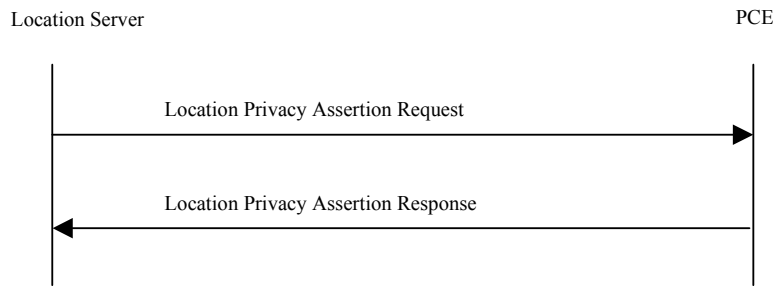 Location Server
PCE
Location Privacy Assertion Request
Location Privacy Assertion Response